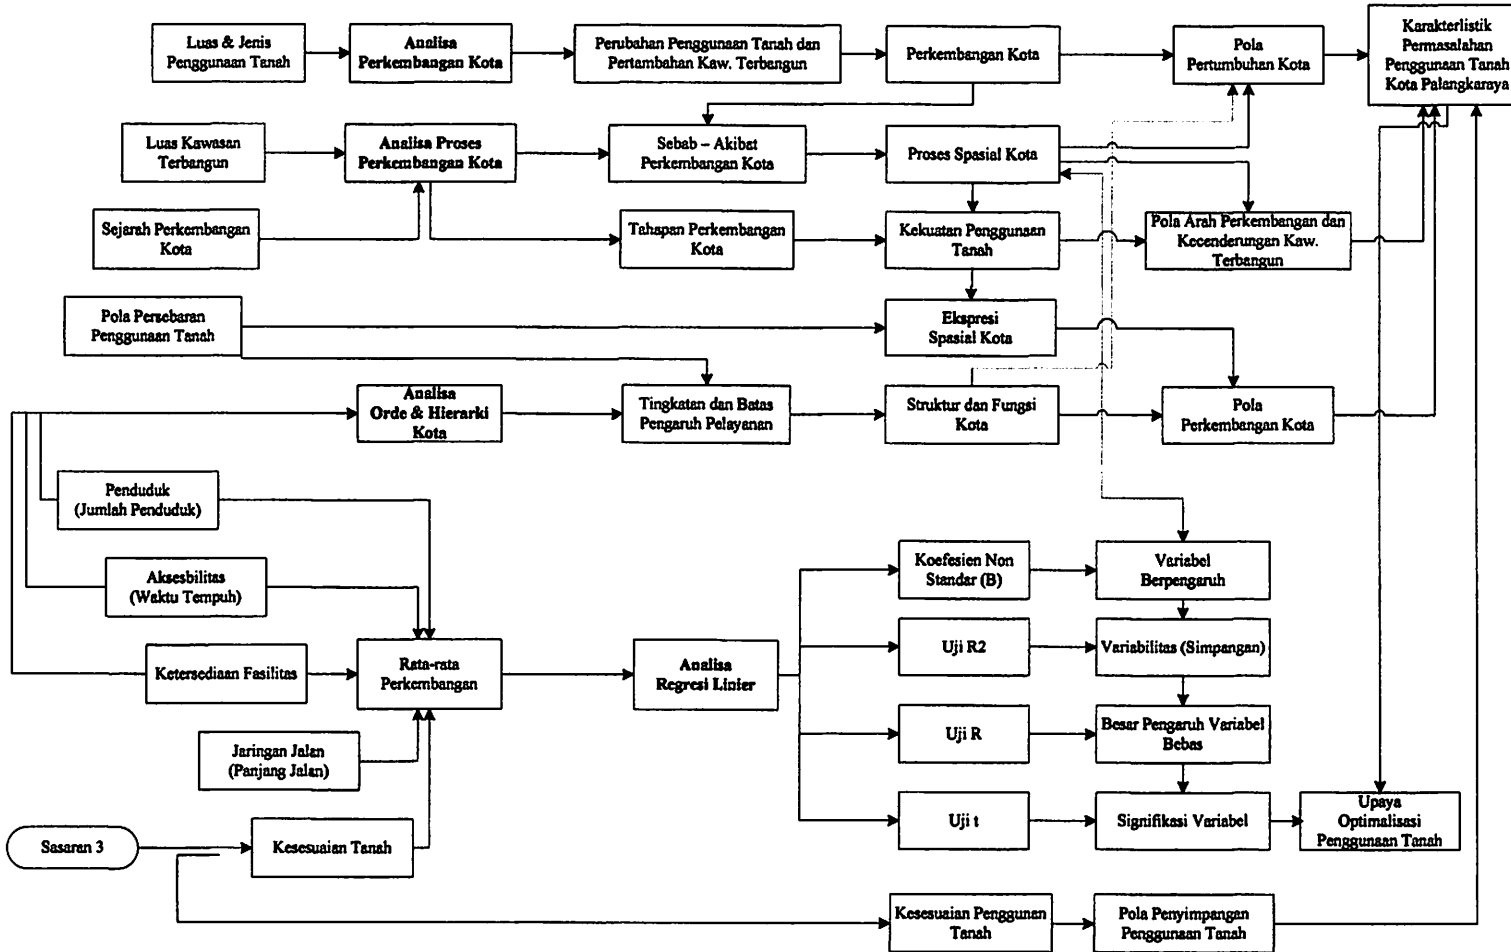 Luas & Jenis
Penggunaan Tanah
Analisa
Perkembangan Kota
Perubahan Penggunaan Tanah dan
Pertambahan Kaw. Terbangun
Perkembangan Kota
Pola
Pertumbuhan Kota
Karakterlistik
Permasalahan
Penggunaan Tanah
Kota Palangkaraya
Luas Kawasan
Terbangun
Analisa Proses
Perkembangan Kota
Sebab – Akibat
Perkembangan Kota
Proses Spasial Kota
Sejarah Perkembangan
Kota
Tahapan Perkembangan
Kota
Kekuatan Penggunaan
Tanah
Pola Arah Perkembangan dan
Kecenderungan Kaw.
Terbangun
Pola Persebaran
Penggunaan Tanah
Ekspresi
Spasial Kota
Analisa
Orde & Hierarki
Kota
Tingkatan dan Batas
Pengaruh Pelayanan
Struktur dan Fungsi
Kota
Pola
Perkembangan Kota
Penduduk
(Jumlah Penduduk)
Aksesbilitas
(Waktu Tempuh)
Ketersediaan Fasilitas
Rata-rata
Perkembangan
Jaringan Jalan
(Panjang Jalan)
Sasaran 3
Kesesuaian Tanah
Analisa
Regresi Linier
Koefesien Non
Standar (B)
Variabel
Berpengaruh
Uji R2
Variabilitas (Simpangan)
Uji R
Besar Pengaruh Variabel
Bebas
Uji t
Signifikasi Variabel
Upaya
Optimalisasi
Penggunaan Tanah
Kesesuaian Penggunan
Tanah
Pola Penyimpangan
Penggunaan Tanah